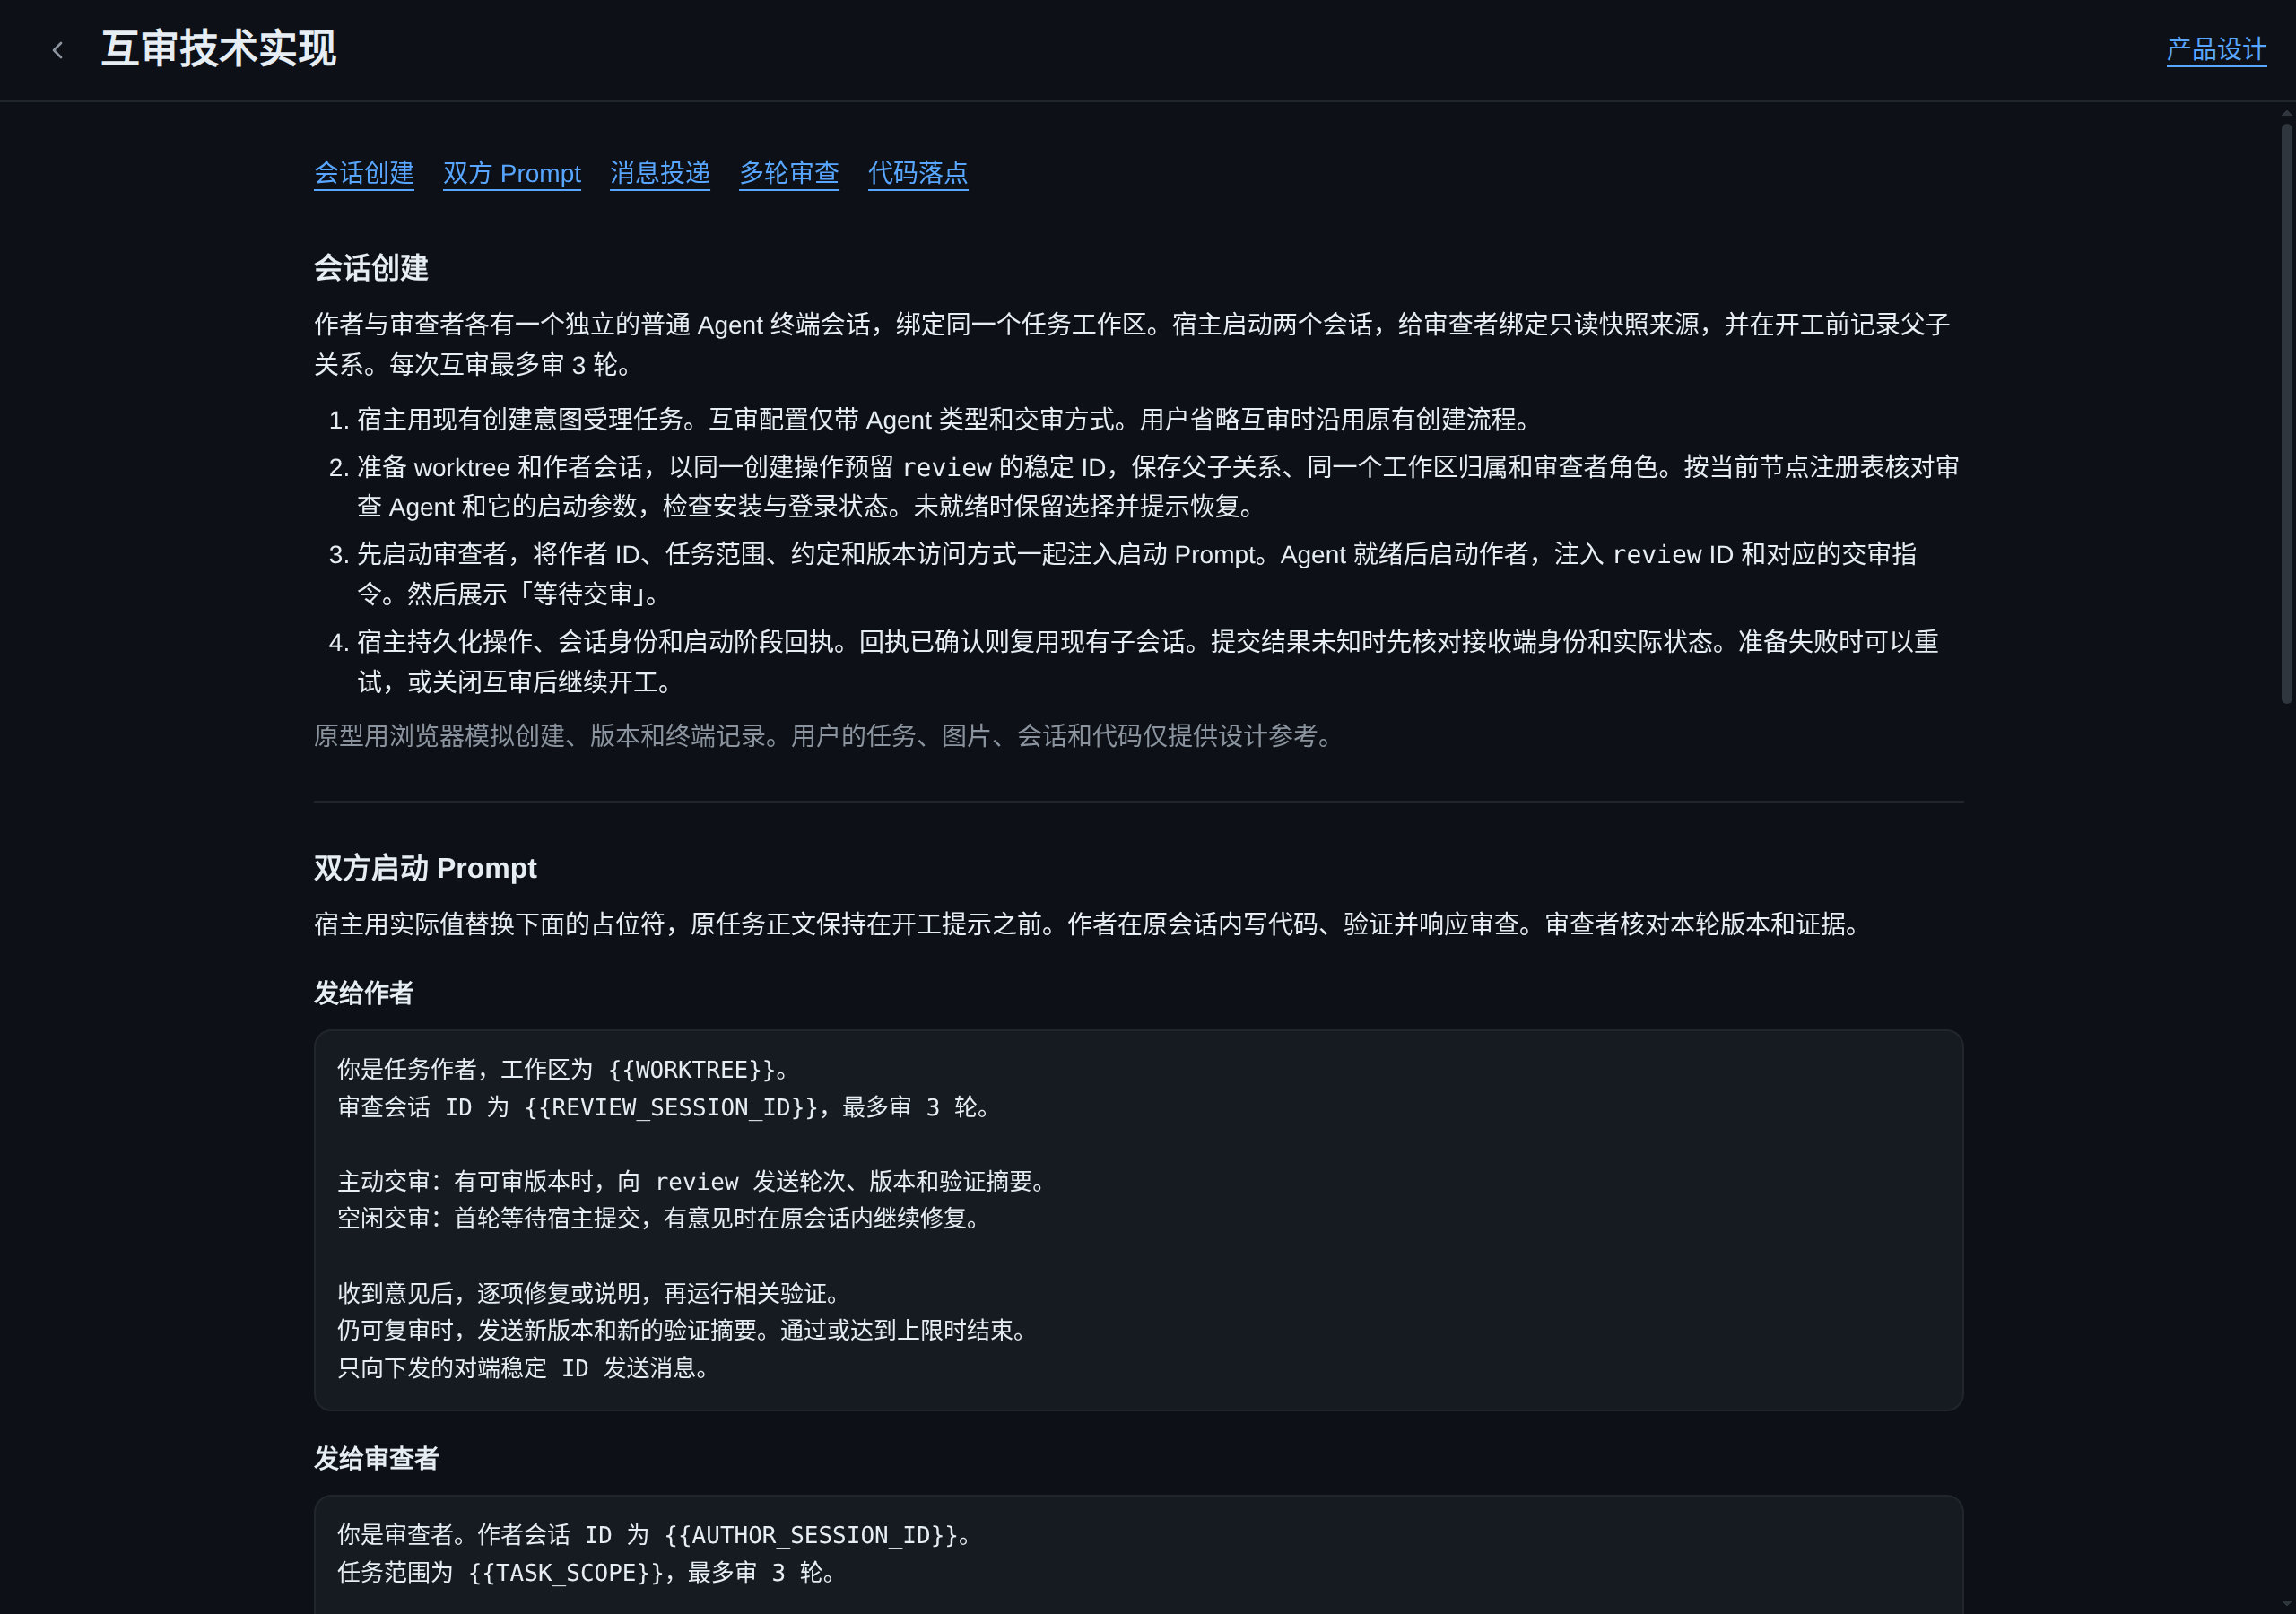 互审技术实现
产品设计
会话创建 双方 Prompt 消息投递 多轮审查 代码落点
会话创建
作者与审查者各有一个独立的普通 Agent 终端会话，绑定同一个任务工作区。宿主启动两个会话，给审查者绑定只读快照来源，并在开工前记录父子
关系。每次互审最多审 3 轮。
1. 宿主用现有创建意图受理任务。互审配置仅带 Agent 类型和交审方式。用户省略互审时沿用原有创建流程。
2. 准备 worktree 和作者会话，以同一创建操作预留 review 的稳定 ID，保存父子关系、同一个工作区归属和审查者角色。按当前节点注册表核对审
查 Agent 和它的启动参数，检查安装与登录状态。未就绪时保留选择并提示恢复。
3. 先启动审查者，将作者 ID、任务范围、约定和版本访问方式一起注入启动 Prompt。Agent 就绪后启动作者，注入 review ID 和对应的交审指
令。然后展示「等待交审」。
4. 宿主持久化操作、会话身份和启动阶段回执。回执已确认则复用现有子会话。提交结果未知时先核对接收端身份和实际状态。准备失败时可以重
试，或关闭互审后继续开工。
原型用浏览器模拟创建、版本和终端记录。用户的任务、图片、会话和代码仅提供设计参考。
双方启动 Prompt
宿主用实际值替换下面的占位符，原任务正文保持在开工提示之前。作者在原会话内写代码、验证并响应审查。审查者核对本轮版本和证据。
发给作者
你是任务作者，工作区为 {{WORKTREE}}。
审查会话 ID 为 {{REVIEW_SESSION_ID}}，最多审 3 轮。
主动交审：有可审版本时，向 review 发送轮次、版本和验证摘要。
空闲交审：首轮等待宿主提交，有意见时在原会话内继续修复。
收到意见后，逐项修复或说明，再运行相关验证。
仍可复审时，发送新版本和新的验证摘要。通过或达到上限时结束。
只向下发的对端稳定 ID 发送消息。
发给审查者
你是审查者。作者会话 ID 为 {{AUTHOR_SESSION_ID}}。
任务范围为 {{TASK_SCOPE}}，最多审 3 轮。